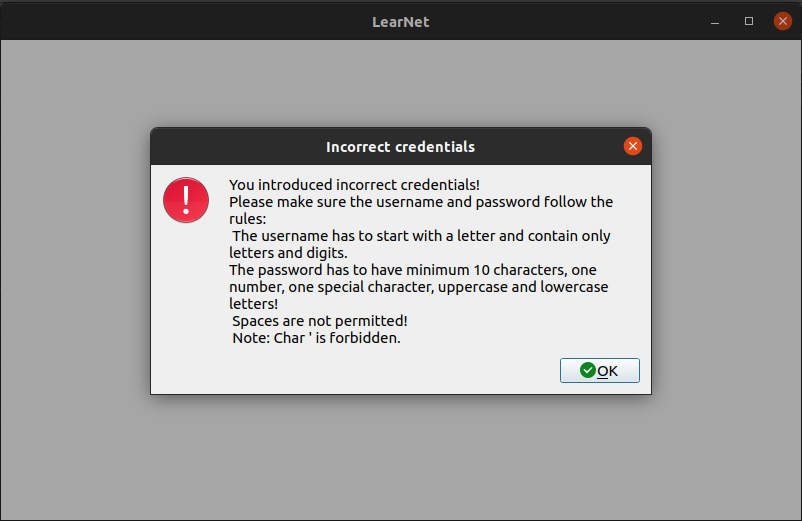 LearNet
Incorrect credentials
You introduced incorrect credentials!
Please make sure the username and password follow the
rules:
The username has to start with a letter and contain only
letters and digits.
The password has to have minimum 10 characters, one
number, one special character, uppercase and lowercase
letters!
Spaces are not permitted!
Note: Char ' is forbidden.
OK